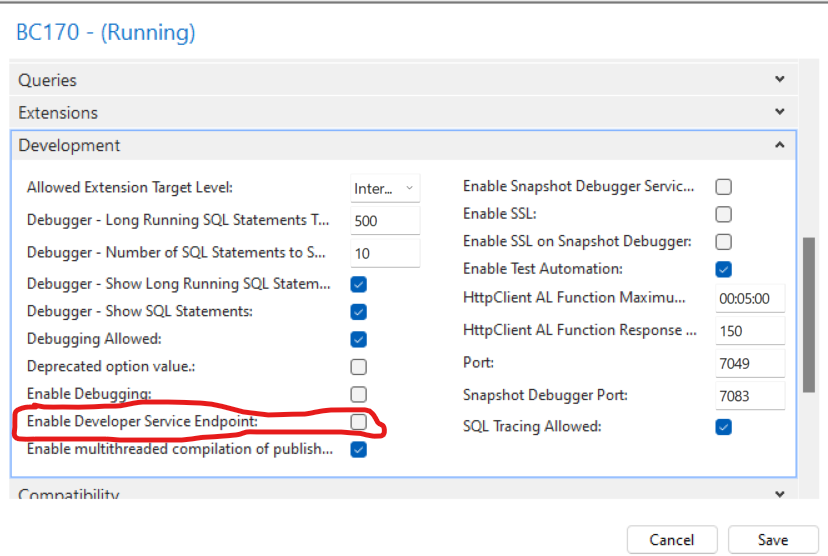 BC170 - (Running)
Queries
Extensions
Development
Allowed Extension Target Level: Inter...
Debugger - Long Running SQL Statements T... 500
Debugger - Number of SQL Statements to S... 10
Debugger - Show Long Running SQL Statem...
Debugger - Show SQL Statements:
Debugging Allowed:
Deprecated option value.:
Enable Debugging:
Enable Developer Service Endpoint:
Enable multithreaded compilation of publish...
Enable Snapshot Debugger Servic...
Enable SSL:
Enable SSL on Snapshot Debugger:
Enable Test Automation:
HttpClient AL Function Maximu... 00:05:00
HttpClient AL Function Response ... 150
Port: 7049
Snapshot Debugger Port: 7083
SQL Tracing Allowed:
Compatibility
Cancel Save